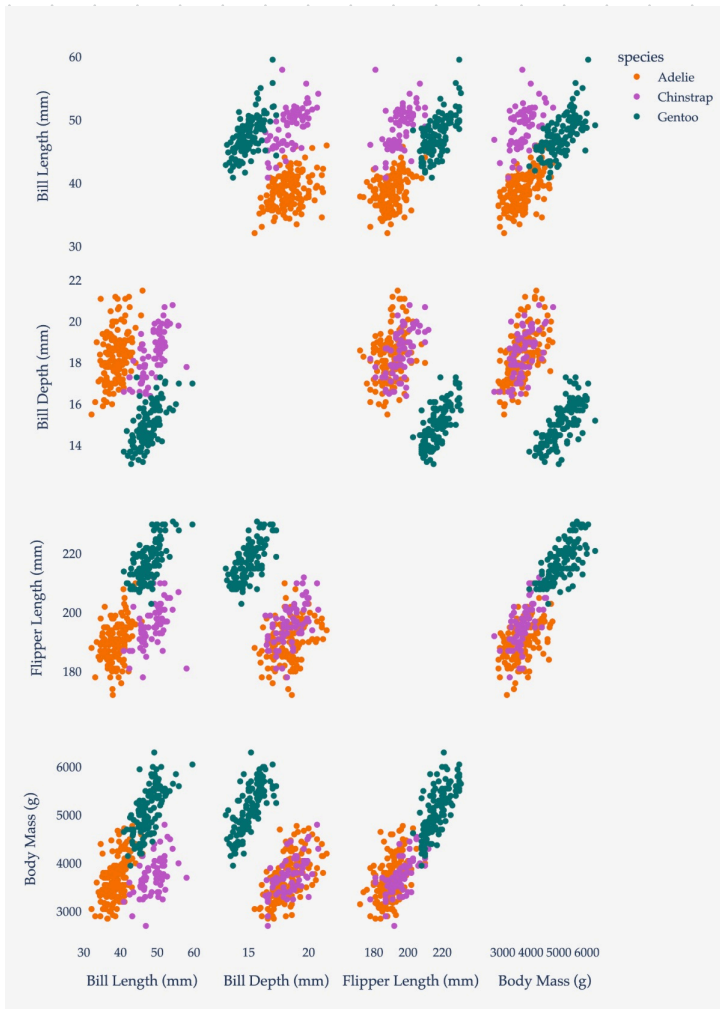 species
Adelie
Chinstrap
Gentoo
Bill Length (mm)
60
50
40
30
Bill Depth (mm)
22
20
18
16
14
Flipper Length (mm)
220
200
180
Body Mass (g)
6000
5000
4000
3000
30 40 50 60 15 20 180 200 220 3000 4000 5000 6000
Bill Length (mm) Bill Depth (mm) Flipper Length (mm) Body Mass (g)